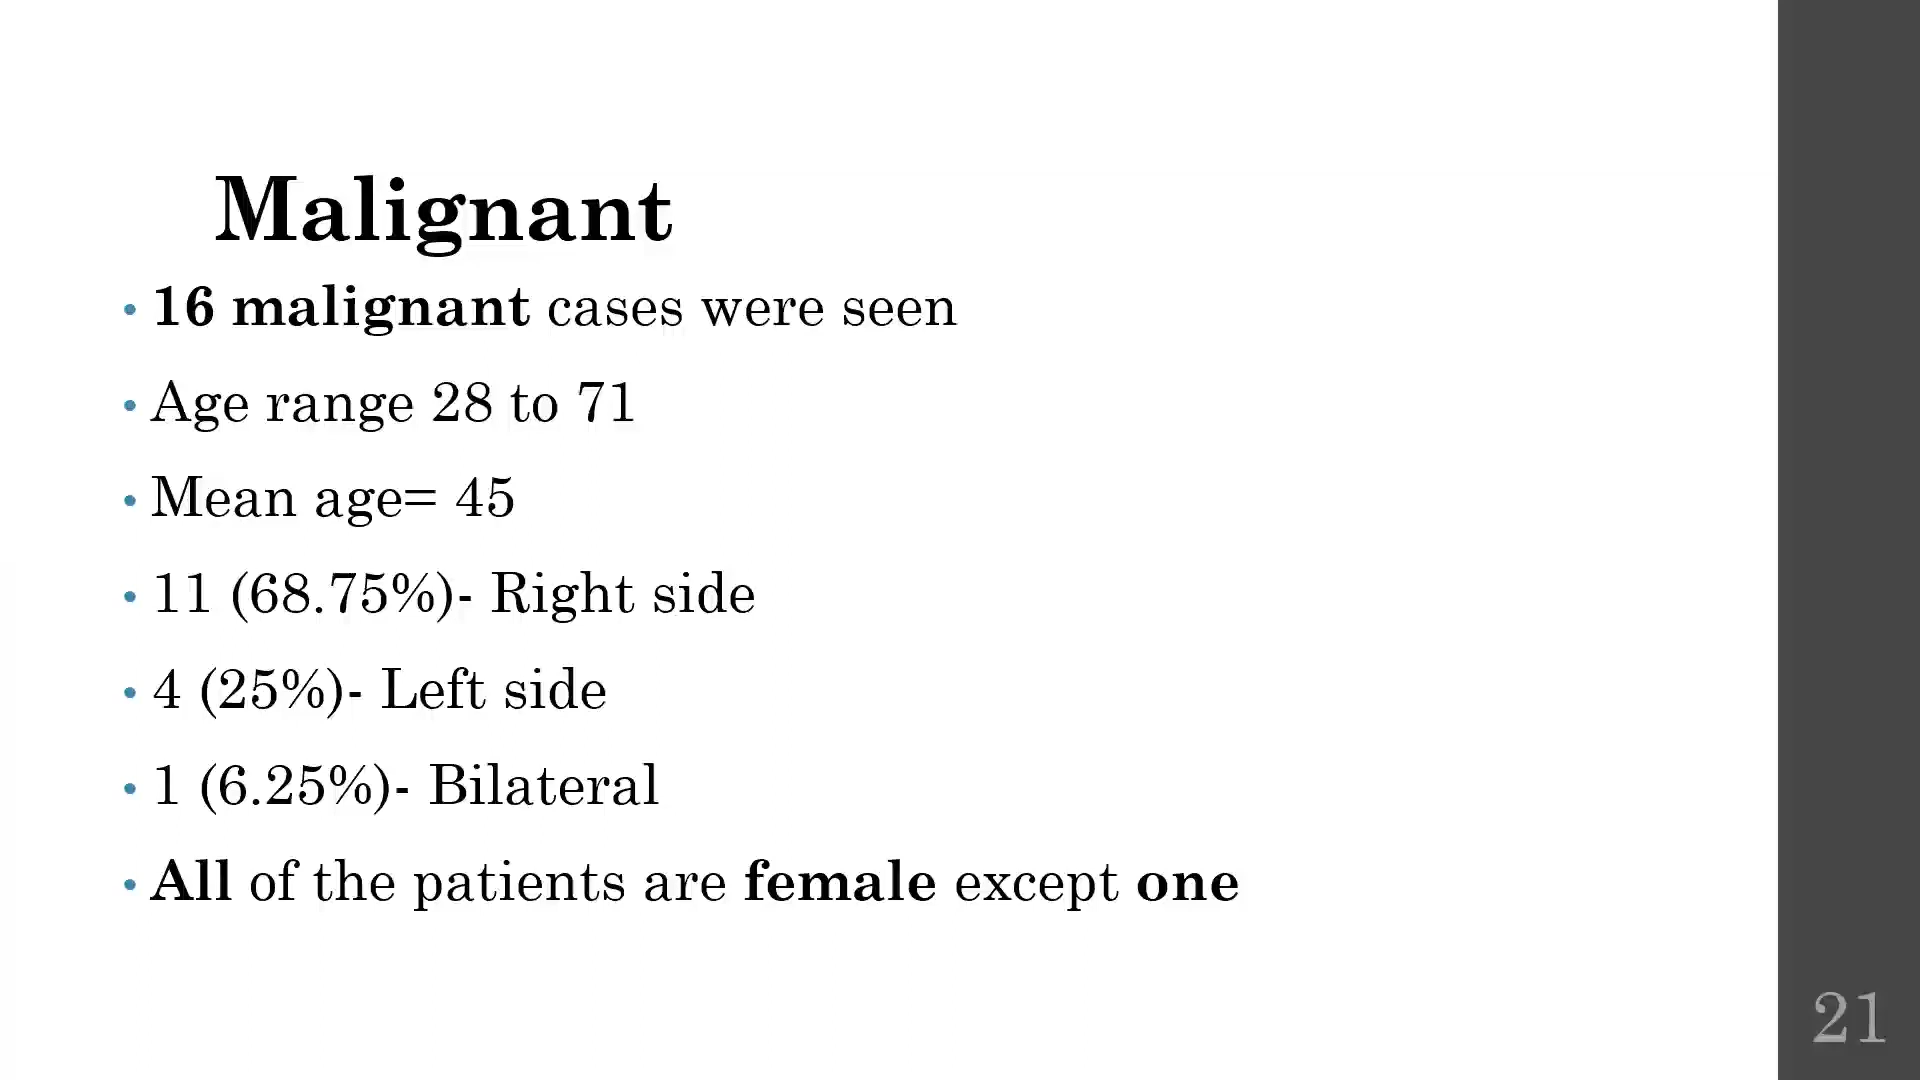 Malignant
• 16 malignant cases were seen
• Age range 28 to 71
• Mean age= 45
• 11 (68.75%)- Right side
• 4 (25%)- Left side
• 1 (6.25%)- Bilateral
• All of the patients are female except one
21